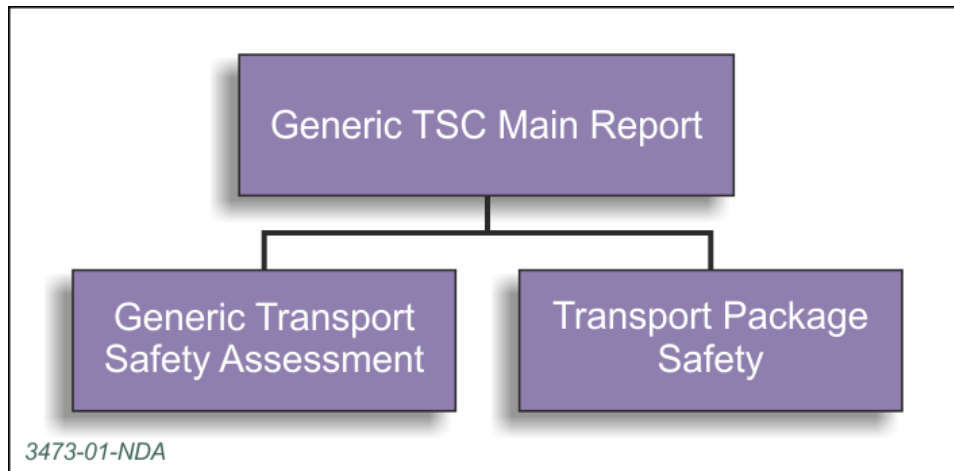 Generic TSC Main Report
Generic Transport
Safety Assessment
Transport Package
Safety
3473-01-NDA